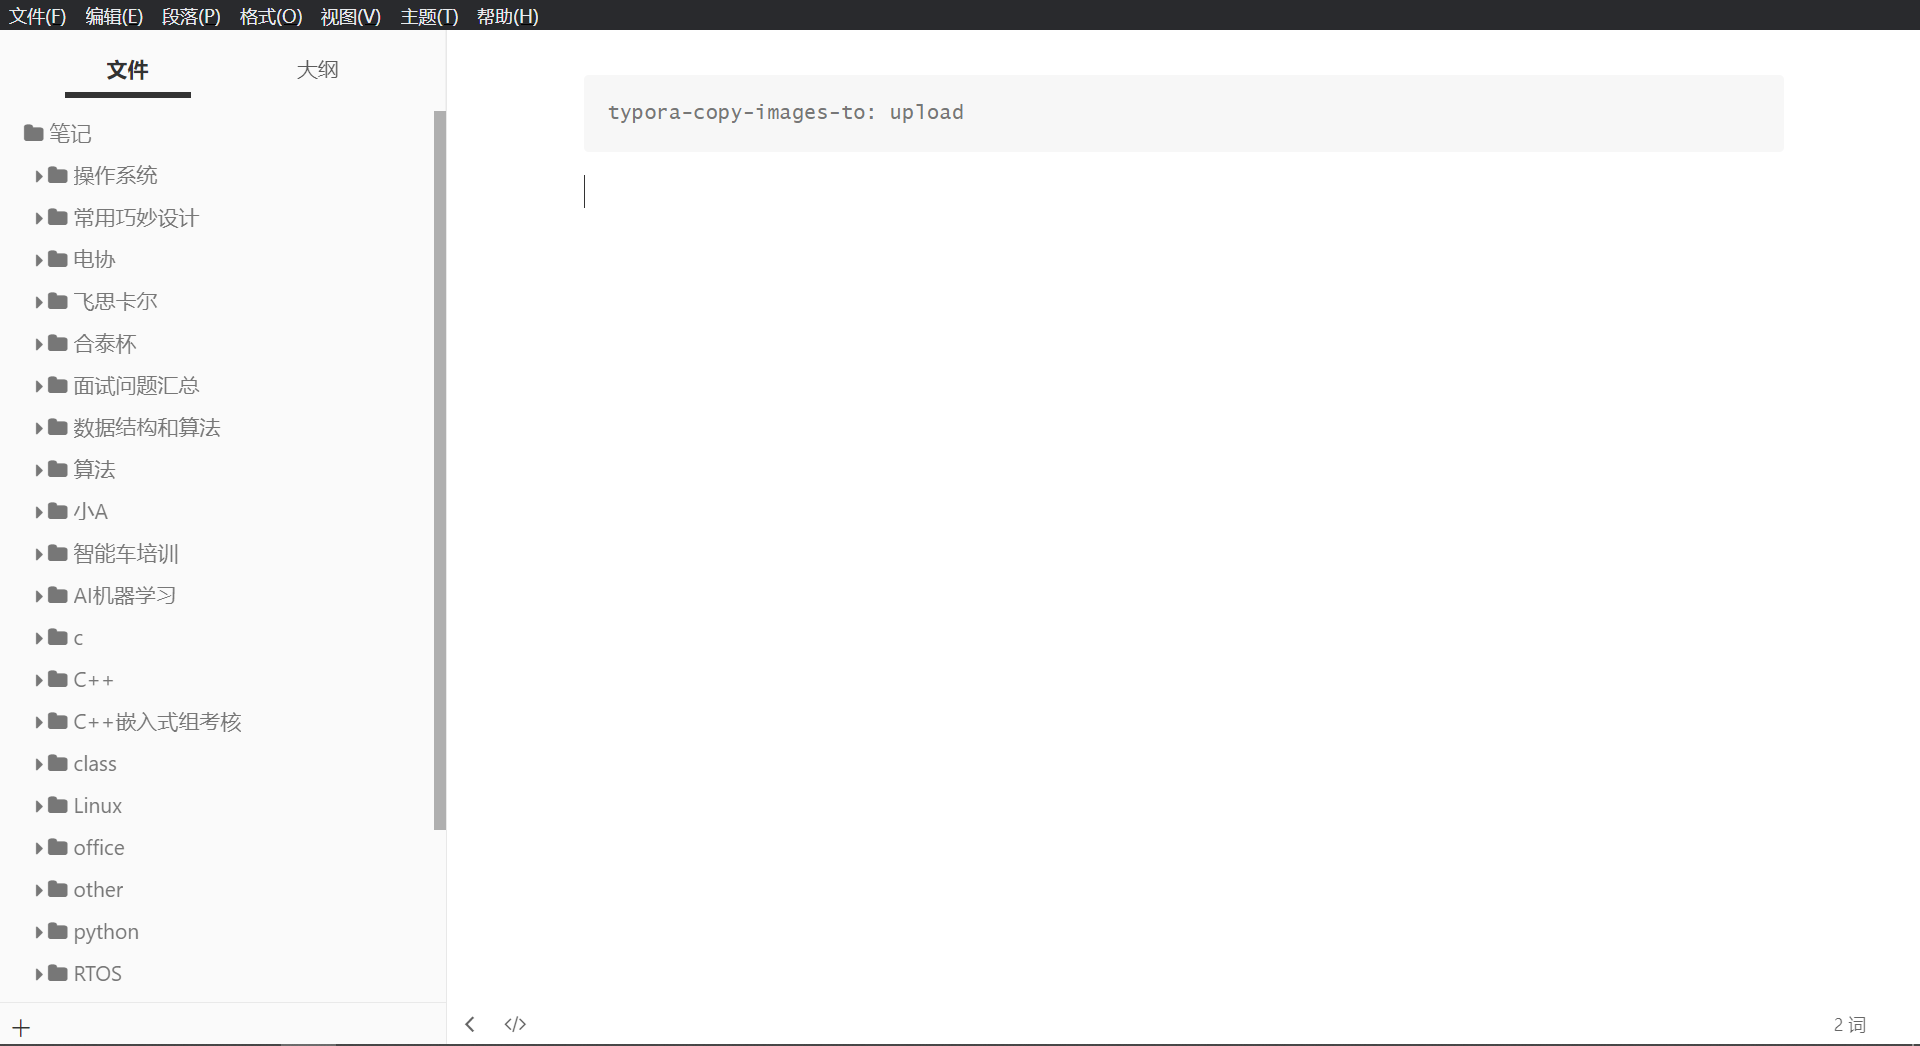 文件(F) 编辑(E) 段落(P) 格式(O) 视图(V) 主题(T) 帮助(H)
文件 大纲
笔记
操作系统
常用巧妙设计
电协
飞思卡尔
合泰杯
面试问题汇总
数据结构和算法
算法
小A
智能车培训
AI机器学习
c
C++
C++嵌入式组考核
class
Linux
office
other
python
RTOS
typora-copy-images-to: upload
2 词